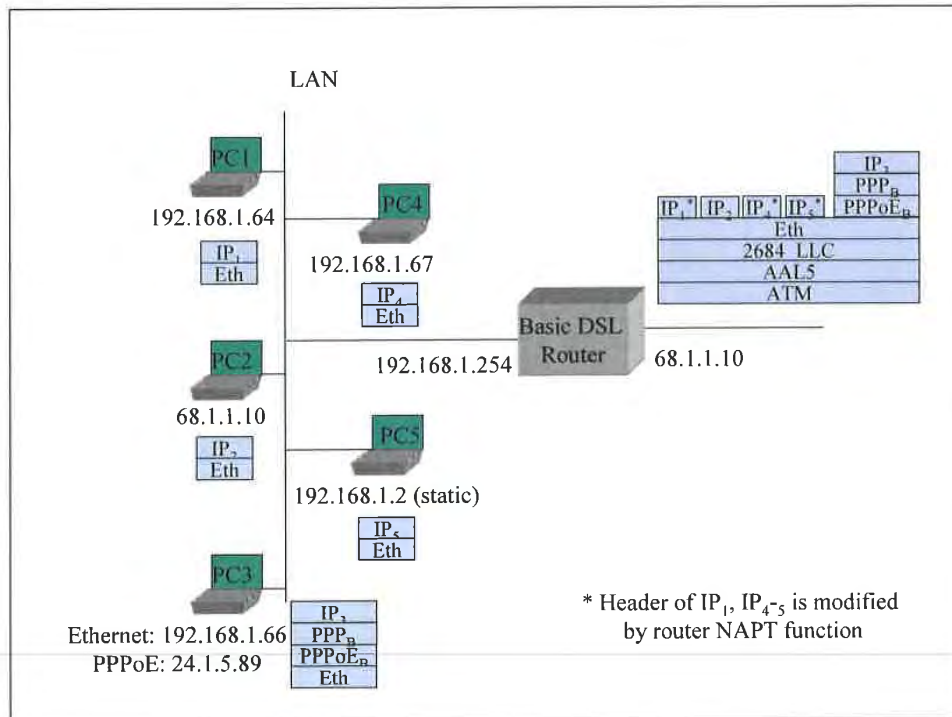 LAN
PC1
192.168.1.64
IP1
Eth
PC4
192.168.1.67
IP4
Eth
IP3
PPPB
PPPoEB
IP1* IP2 IP4* IP5*
Eth
2684 LLC
AAL5
ATM
Basic DSL
Router
192.168.1.254
68.1.1.10
PC2
68.1.1.10
IP2
Eth
PC5
192.168.1.2 (static)
IP5
Eth
PC3
Ethernet: 192.168.1.66
PPPoE: 24.1.5.89
IP3
PPPB
PPPoEB
Eth
* Header of IP1, IP4-5 is modified
by router NAPT function